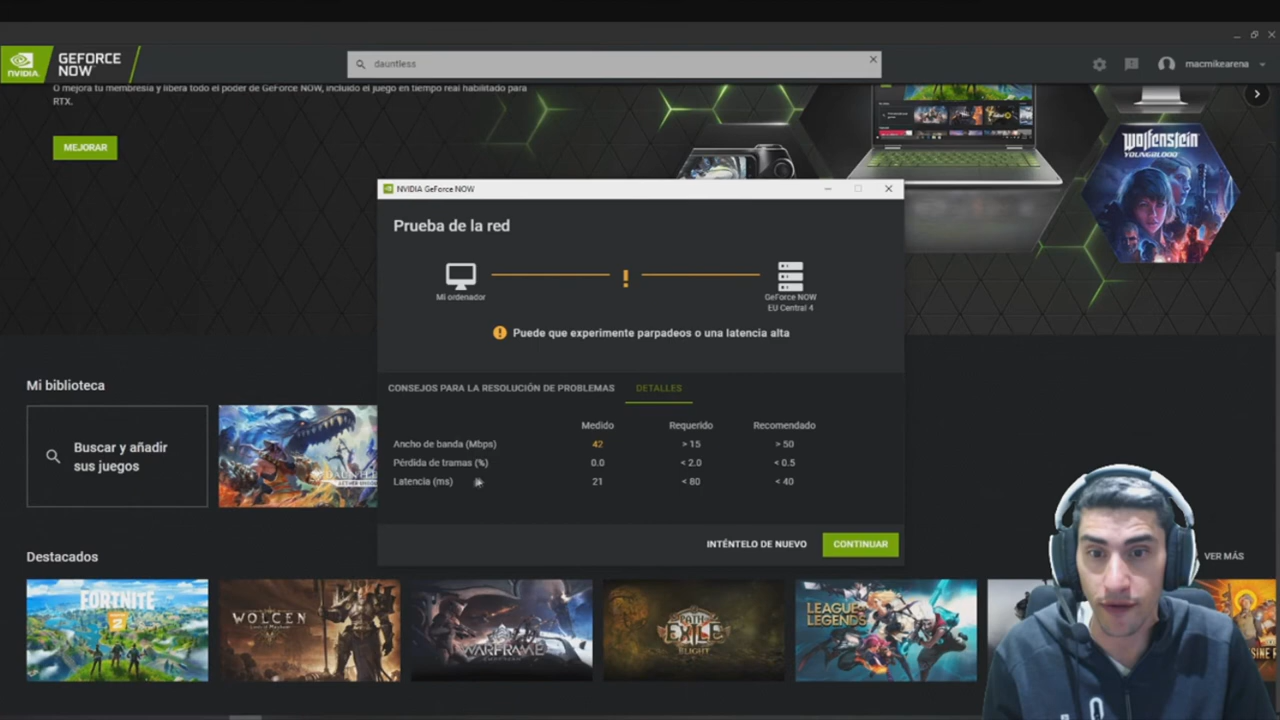 NVIDIA
GEFORCE
NOW
dauntless
macmikearena
O mejora tu membresía y libera todo el poder de GeForce NOW, incluido el juego en tiempo real habilitado para
RTX.
MEJORAR
WOLFENSTEIN
YOUNGBLOOD
NVIDIA GeForce NOW
Prueba de la red
Mi ordenador
GeForce NOW
EU Central 4
Puede que experimente parpadeos o una latencia alta
CONSEJOS PARA LA RESOLUCIÓN DE PROBLEMAS DETALLES
Medido Requerido Recomendado
Ancho de banda (Mbps) 42 > 15 > 50
Pérdida de tramas (%) 0.0 < 2.0 < 0.5
Latencia (ms) 21 < 80 < 40
INTÉNTELO DE NUEVO CONTINUAR
Mi biblioteca
Buscar y añadir
sus juegos
Destacados
VER MÁS
FORTNITE
2
WOLCEN
WARFRAME
PATH
OF
EXILE
BLIGHT
LEAGUE
LEGENDS